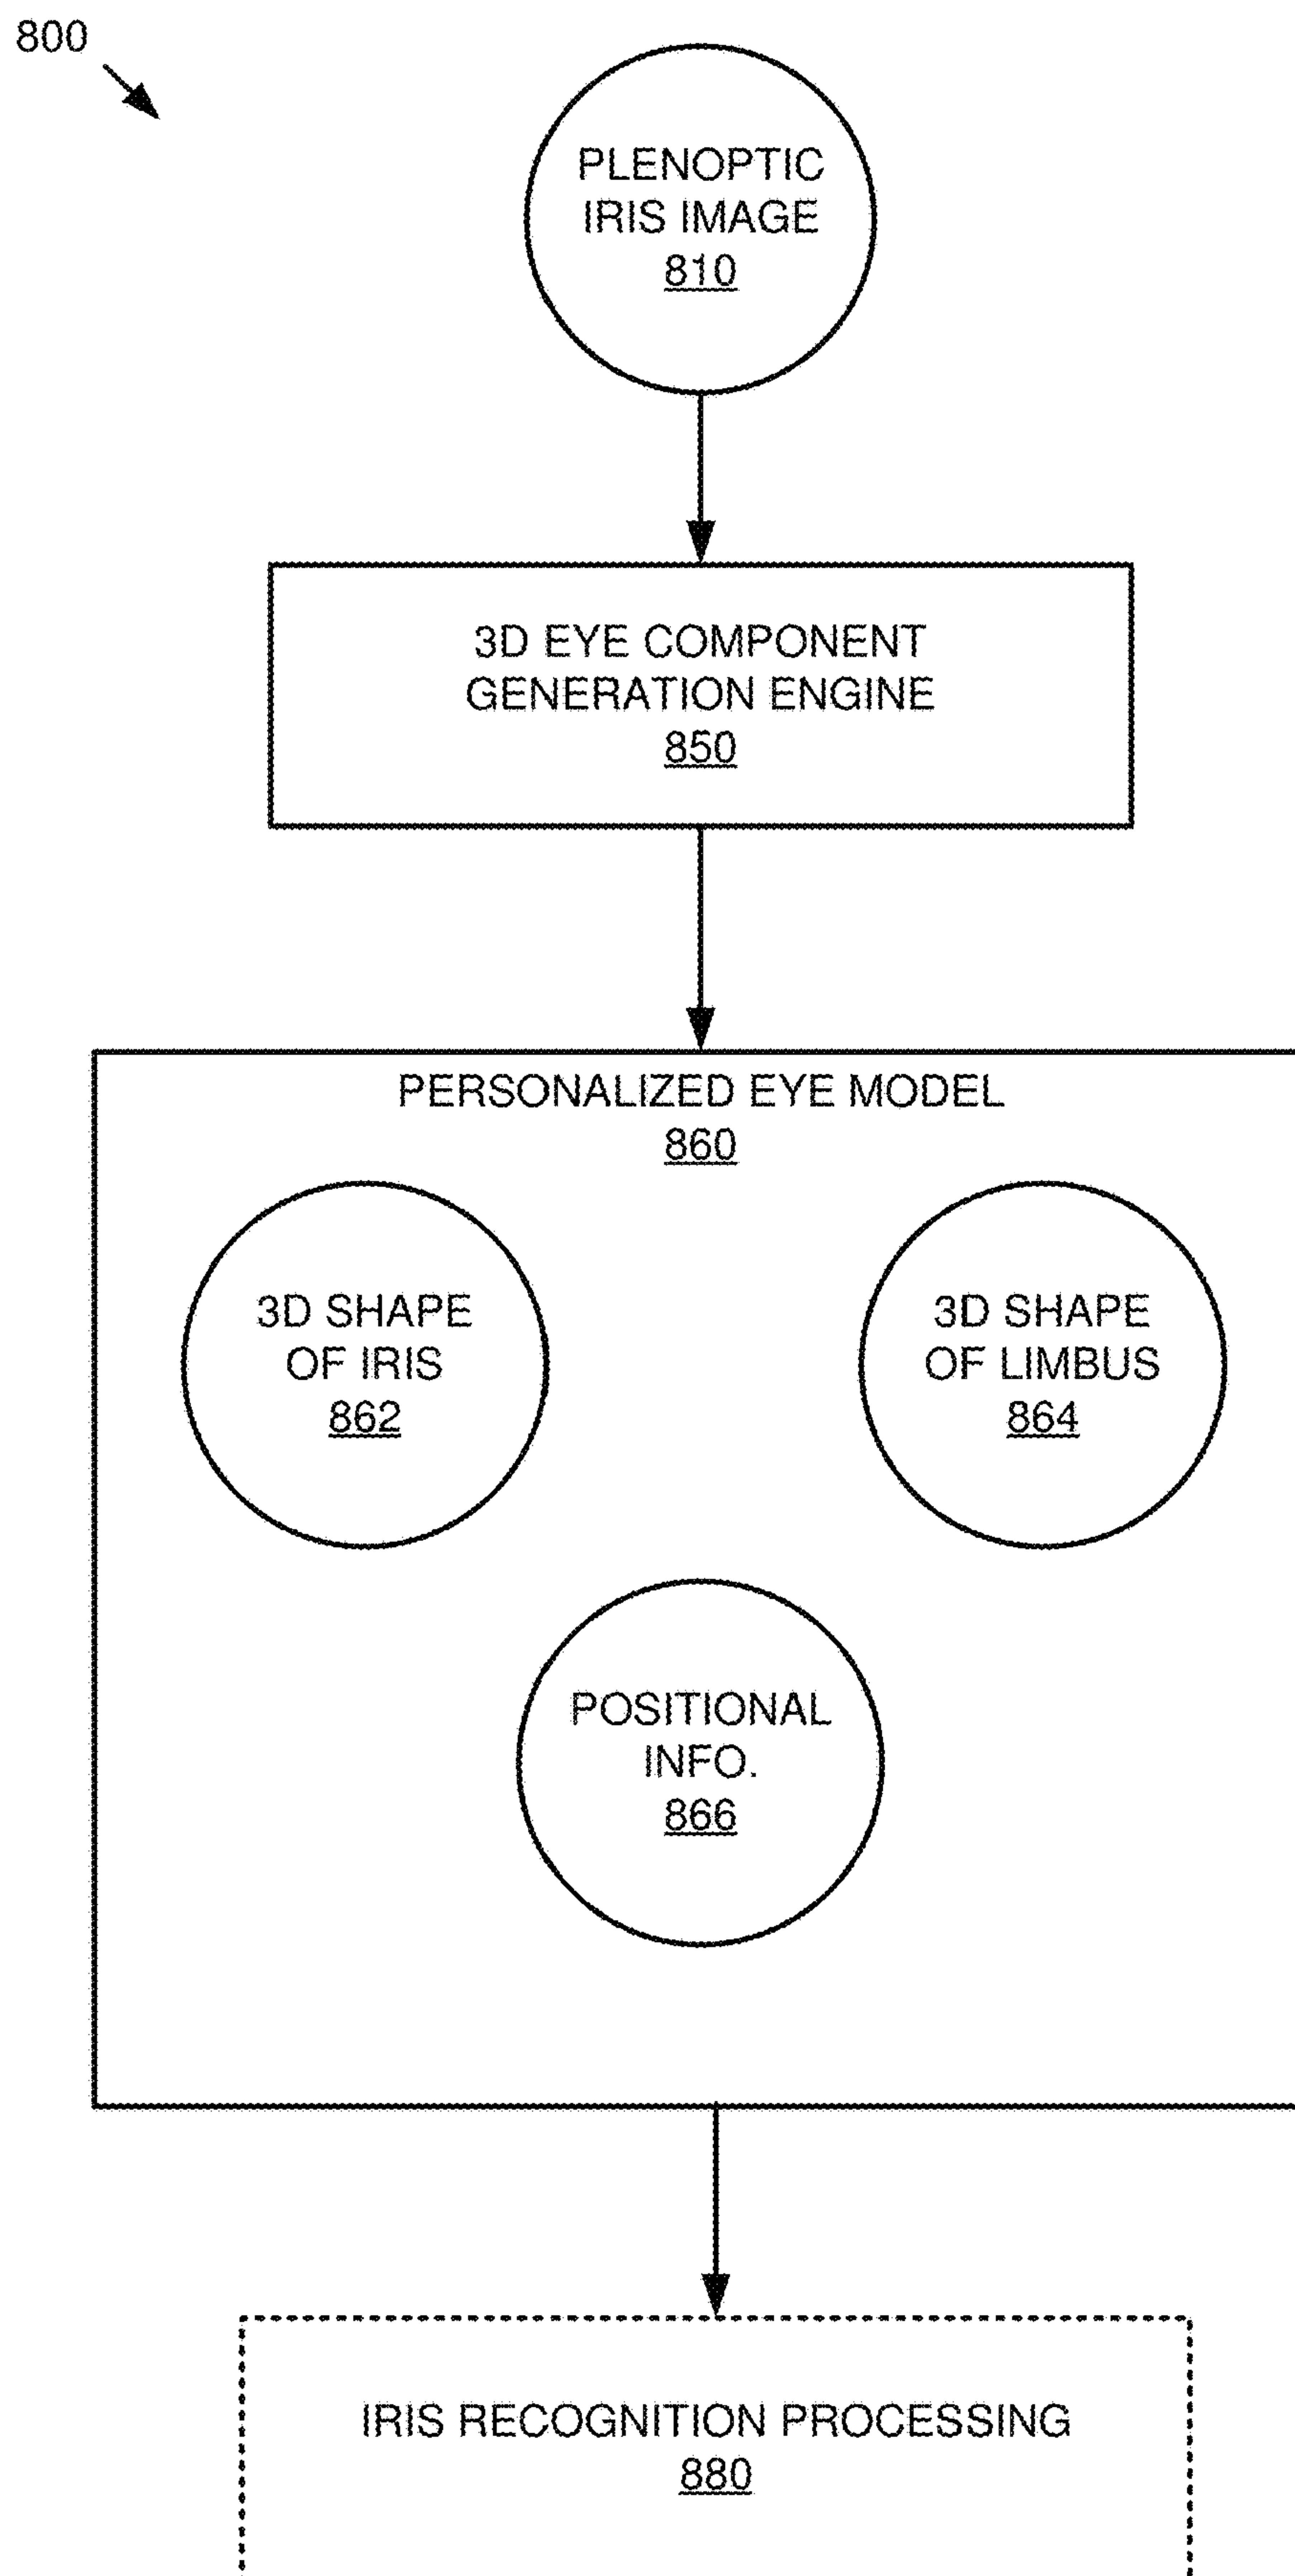 800
PLENOPTIC
IRIS IMAGE
810
3D EYE COMPONENT
GENERATION ENGINE
850
PERSONALIZED EYE MODEL
860
3D SHAPE
OF IRIS
862
3D SHAPE
OF LIMBUS
864
POSITIONAL
INFO.
866
IRIS RECOGNITION PROCESSING
880